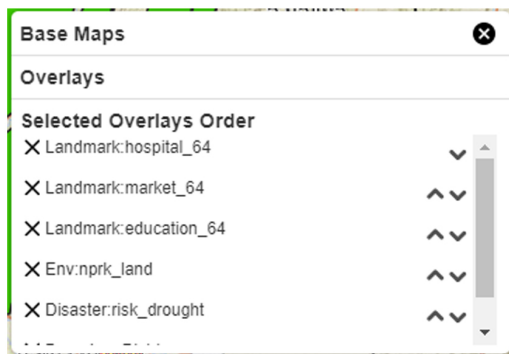 Base Maps
Overlays
Selected Overlays Order
Landmark:hospital_64
Landmark:market_64
Landmark:education_64
Env:nprk_land
Disaster:risk_drought